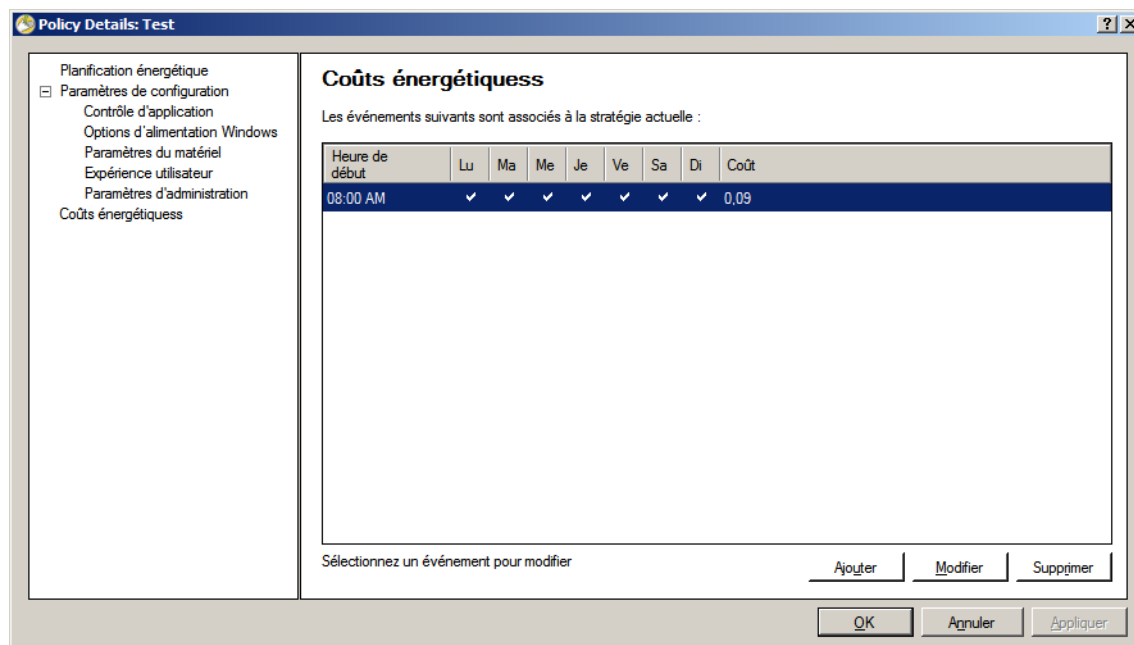 Policy Details: Test
Planification énergétique
Paramètres de configuration
Contrôle d'application
Options d'alimentation Windows
Paramètres du matériel
Expérience utilisateur
Paramètres d'administration
Coûts énergétiquess
Coûts énergétiquess
Les événements suivants sont associés à la stratégie actuelle :
Heure de
début
Lu Ma Me Je Ve Sa Di Coût
08:00 AM 0,09
Sélectionnez un événement pour modifier
Ajouter Modifier Supprimer
OK Annuler Appliquer